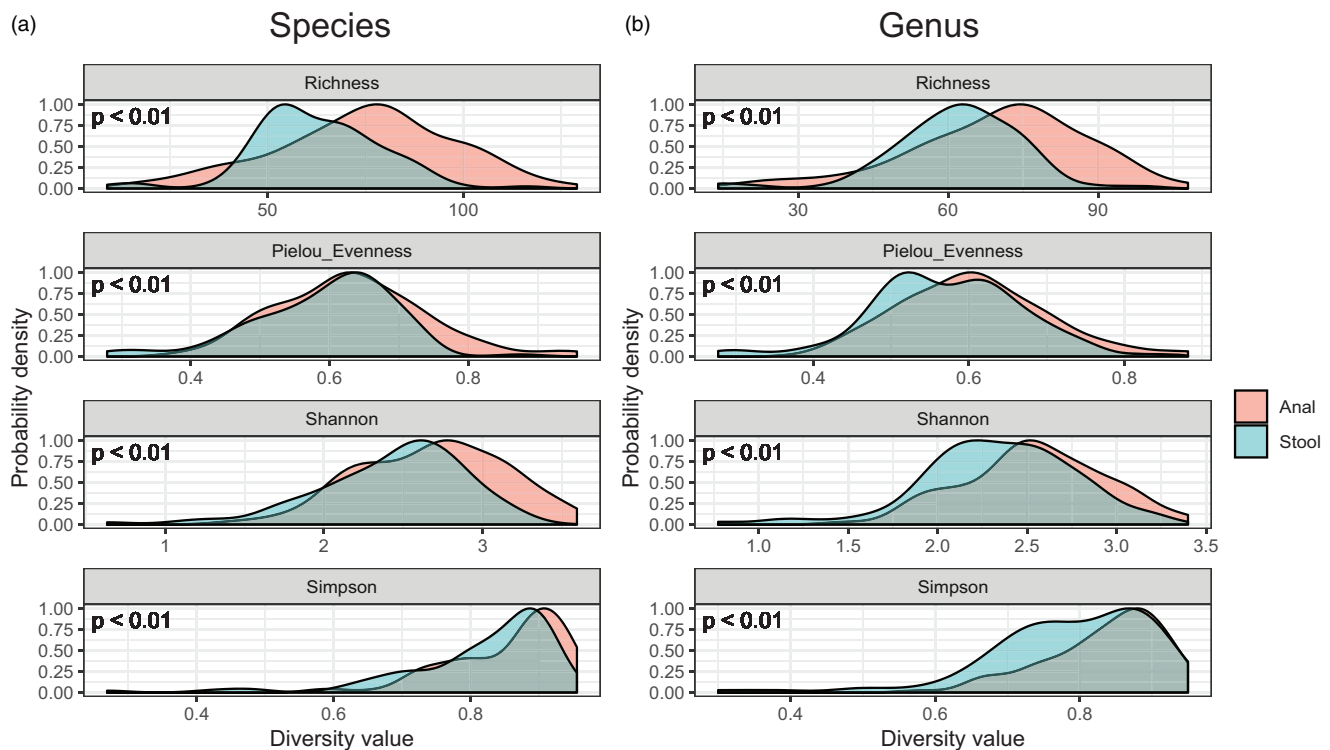 (a) Species
Richness
p < 0.01
1.00
0.75
0.50
0.25
0.00
50 100
Pielou_Evenness
p < 0.01
1.00
0.75
0.50
0.25
0.00
0.4 0.6 0.8
Shannon
p < 0.01
1.00
0.75
0.50
0.25
0.00
1 2 3
Simpson
p < 0.01
1.00
0.75
0.50
0.25
0.00
0.4 0.6 0.8
Diversity value
Probability density
(b) Genus
Richness
p < 0.01
1.00
0.75
0.50
0.25
0.00
30 60 90
Pielou_Evenness
p < 0.01
1.00
0.75
0.50
0.25
0.00
0.4 0.6 0.8
Shannon
p < 0.01
1.00
0.75
0.50
0.25
0.00
1.0 1.5 2.0 2.5 3.0 3.5
Simpson
p < 0.01
1.00
0.75
0.50
0.25
0.00
0.4 0.6 0.8
Diversity value
Probability density
Anal
Stool